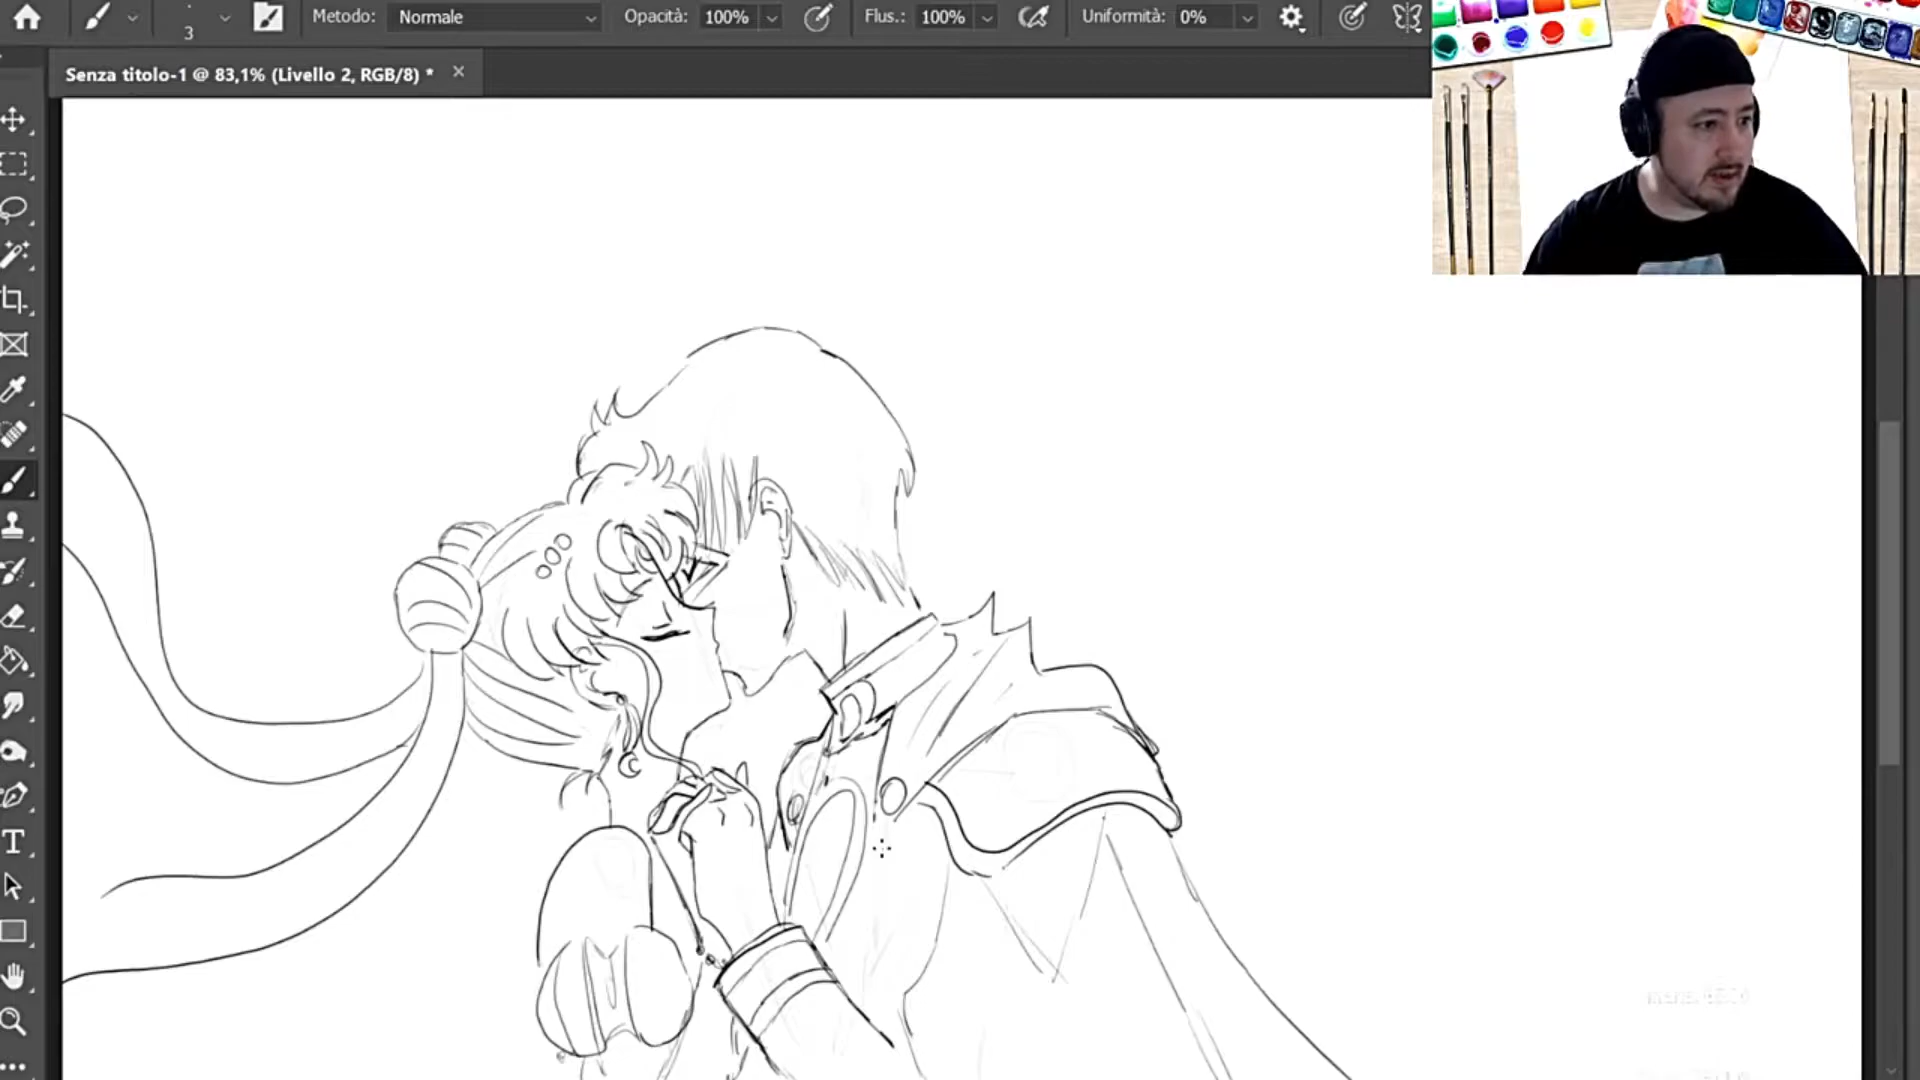 Metodo: Normale Opacità: 100% Flus.: 100% Uniformità: 0%
3
Senza titolo-1 @ 83,1% (Livello 2, RGB/8) *
T